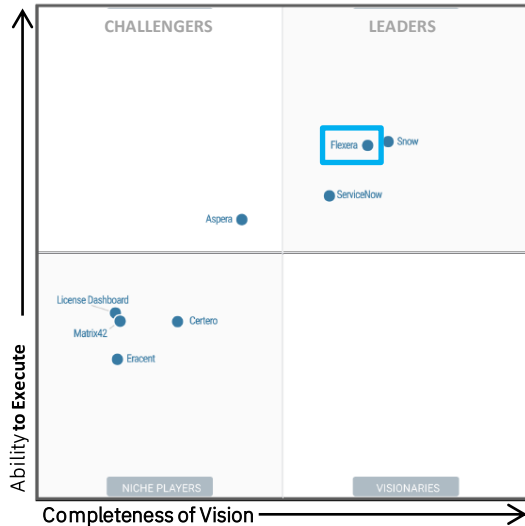 CHALLENGERS
LEADERS
Flexera
Snow
ServiceNow
Aspera
License Dashboard
Matrix42
Certero
Eracent
NICHE PLAYERS
VISIONARIES
Ability to Execute
Completeness of Vision